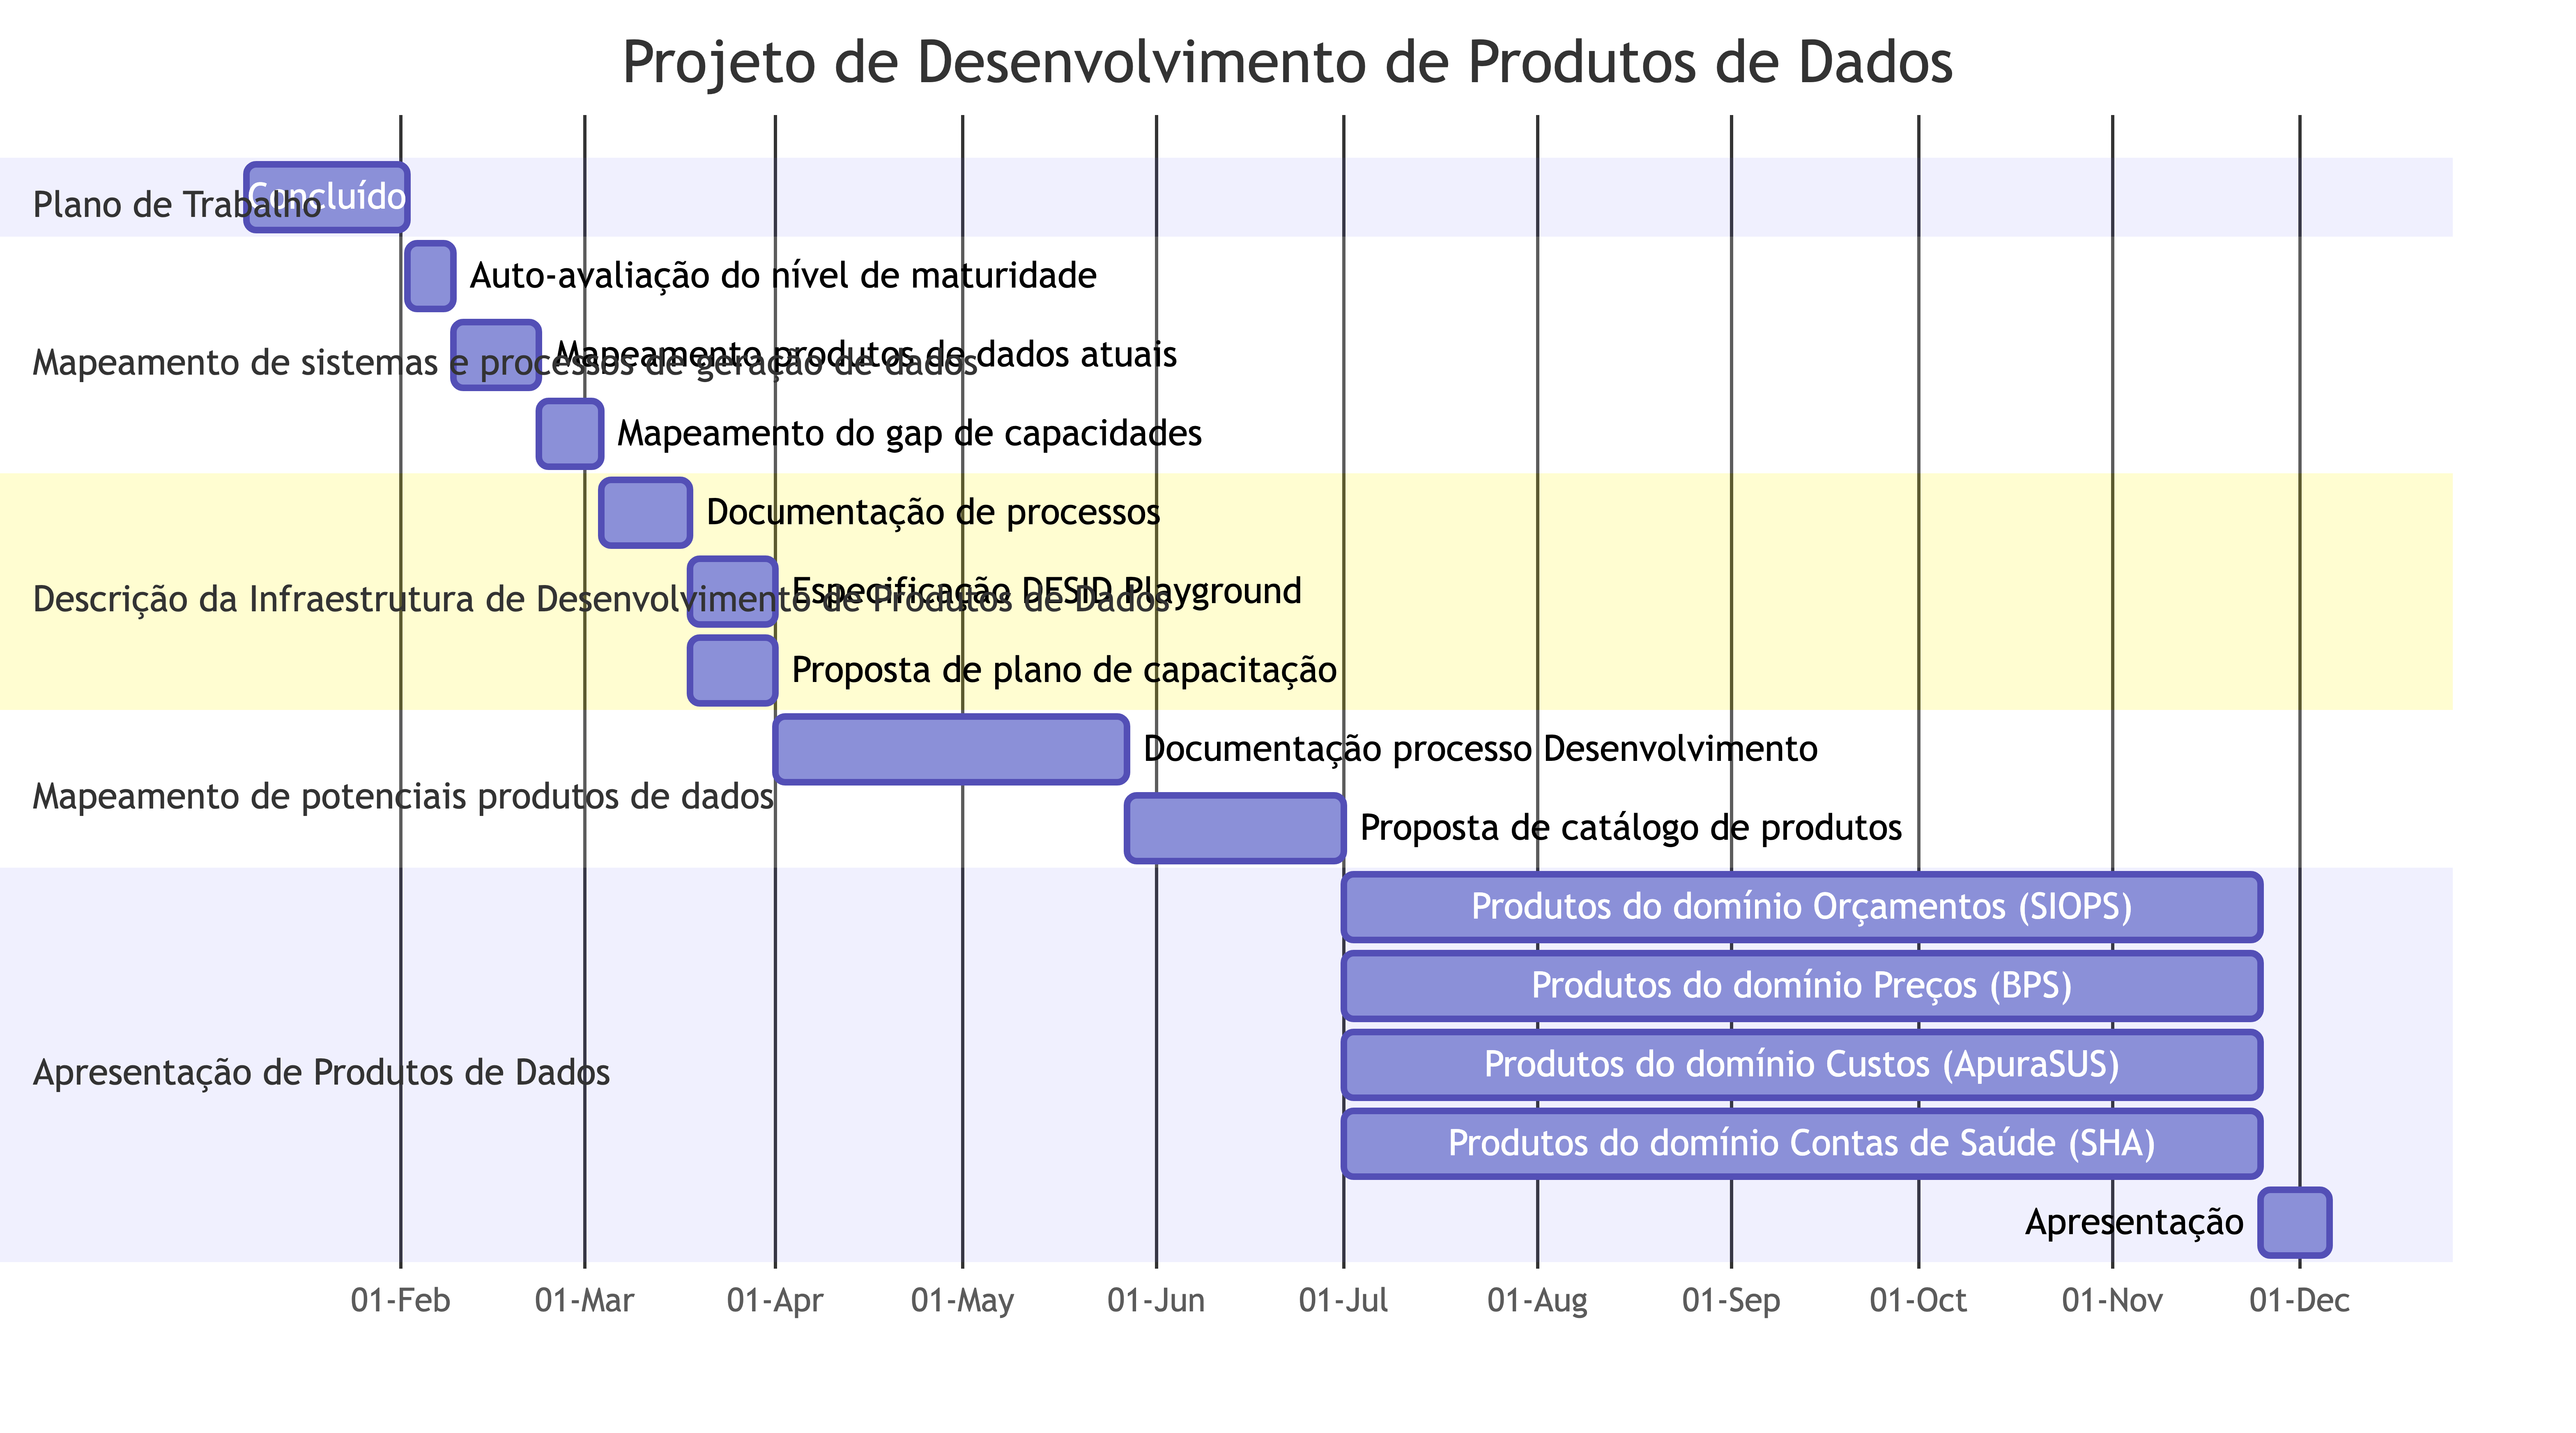 Projeto de Desenvolvimento de Produtos de Dados
Plano de Trabalho
Concluído
Mapeamento de sistemas e processos de geração de dados
Auto-avaliação do nível de maturidade
Mapeamento produtos de dados atuais
Mapeamento do gap de capacidades
Descrição da Infraestrutura de Desenvolvimento de Produtos de Dados
Documentação de processos
Especificação DESID Playground
Proposta de plano de capacitação
Mapeamento de potenciais produtos de dados
Documentação processo Desenvolvimento
Proposta de catálogo de produtos
Apresentação de Produtos de Dados
Produtos do domínio Orçamentos (SIOPS)
Produtos do domínio Preços (BPS)
Produtos do domínio Custos (ApuraSUS)
Produtos do domínio Contas de Saúde (SHA)
Apresentação
01-Feb 01-Mar 01-Apr 01-May 01-Jun 01-Jul 01-Aug 01-Sep 01-Oct 01-Nov 01-Dec